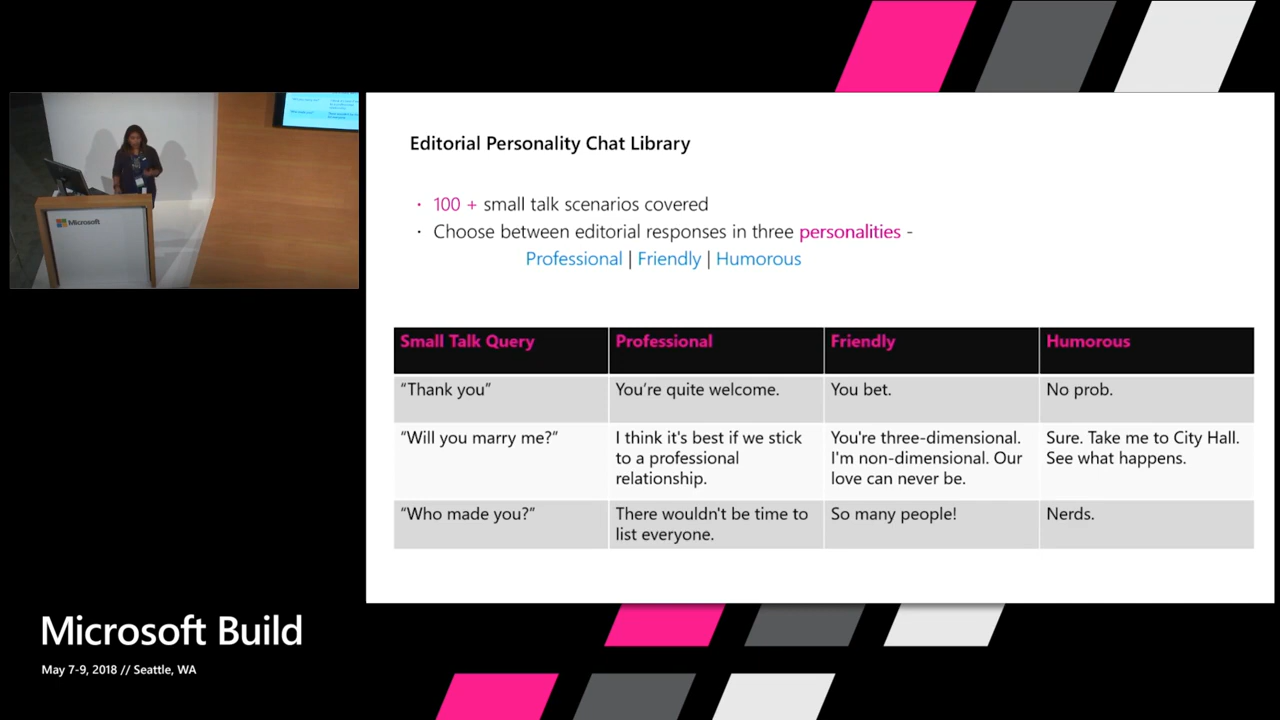 Microsoft
Editorial Personality Chat Library
• 100 + small talk scenarios covered
• Choose between editorial responses in three personalities -
Professional | Friendly | Humorous
Small Talk Query Professional Friendly Humorous
“Thank you” You’re quite welcome. You bet. No prob.
“Will you marry me?” I think it's best if we stick You're three-dimensional. Sure. Take me to City Hall.
to a professional I'm non-dimensional. Our See what happens.
relationship. love can never be.
“Who made you?” There wouldn't be time to So many people! Nerds.
list everyone.
Microsoft Build
May 7-9, 2018 // Seattle, WA